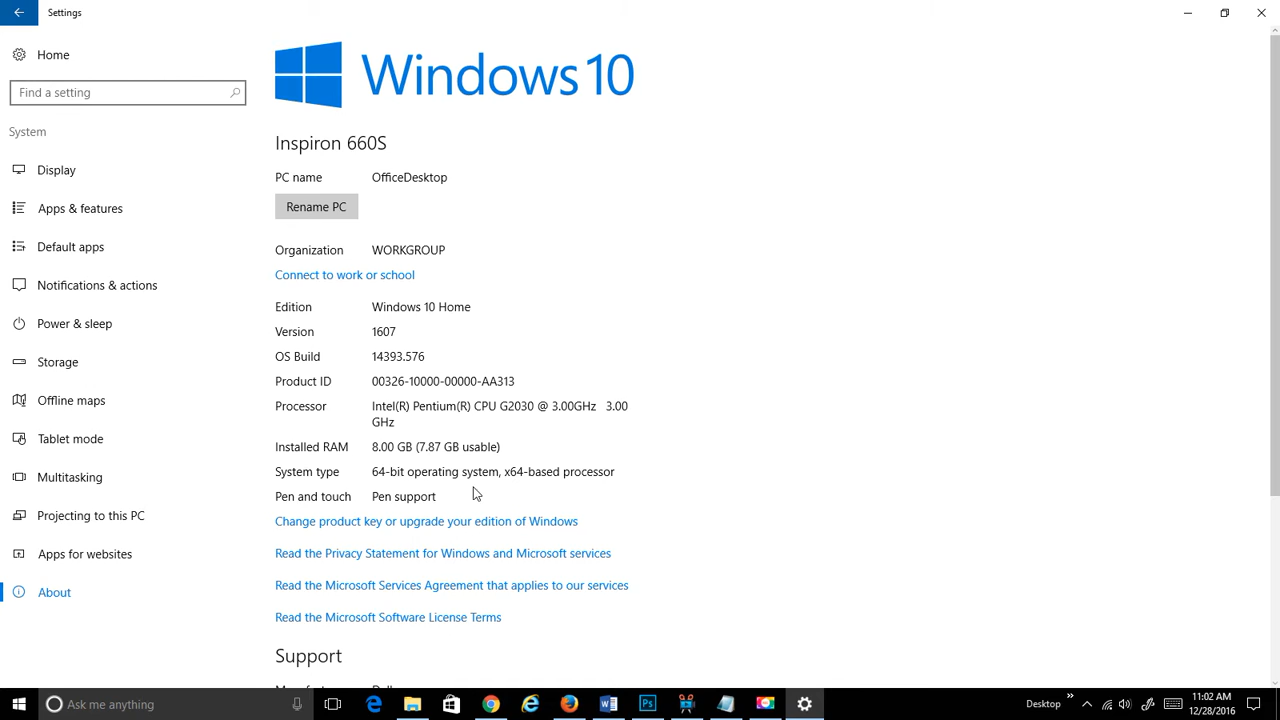 Settings
Home
Find a setting
System
Display
Apps & features
Default apps
Notifications & actions
Power & sleep
Storage
Offline maps
Tablet mode
Multitasking
Projecting to this PC
Apps for websites
About
Windows 10
Inspiron 660S
PC name OfficeDesktop
Rename PC
Organization WORKGROUP
Connect to work or school
Edition Windows 10 Home
Version 1607
OS Build 14393.576
Product ID 00326-10000-00000-AA313
Processor Intel(R) Pentium(R) CPU G2030 @ 3.00GHz 3.00
GHz
Installed RAM 8.00 GB (7.87 GB usable)
System type 64-bit operating system, x64-based processor
Pen and touch Pen support
Change product key or upgrade your edition of Windows
Read the Privacy Statement for Windows and Microsoft services
Read the Microsoft Services Agreement that applies to our services
Read the Microsoft Software License Terms
Support
Ask me anything
Ps
Desktop
11:02 AM
12/28/2016